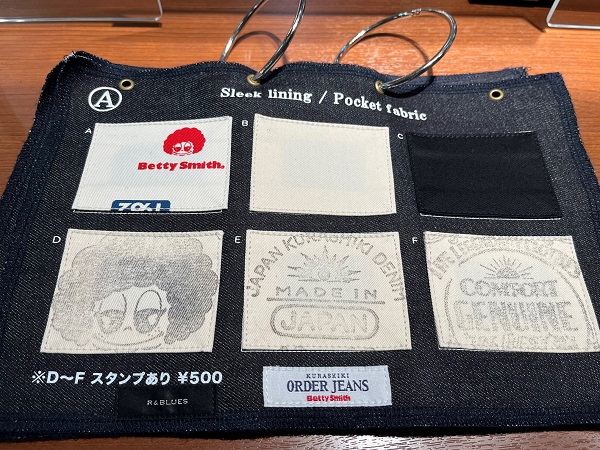 A
Sleek lining / Pocket fabric
A
B
C
Betty Smith.
D
E
F
JAPAN KURASHIKI DENIM
MADE IN
JAPAN
COMFORT
GENUINE
※D〜F スタンプあり ¥500
R&BLUES
KURASHIKI
ORDER JEANS
Betty Smith